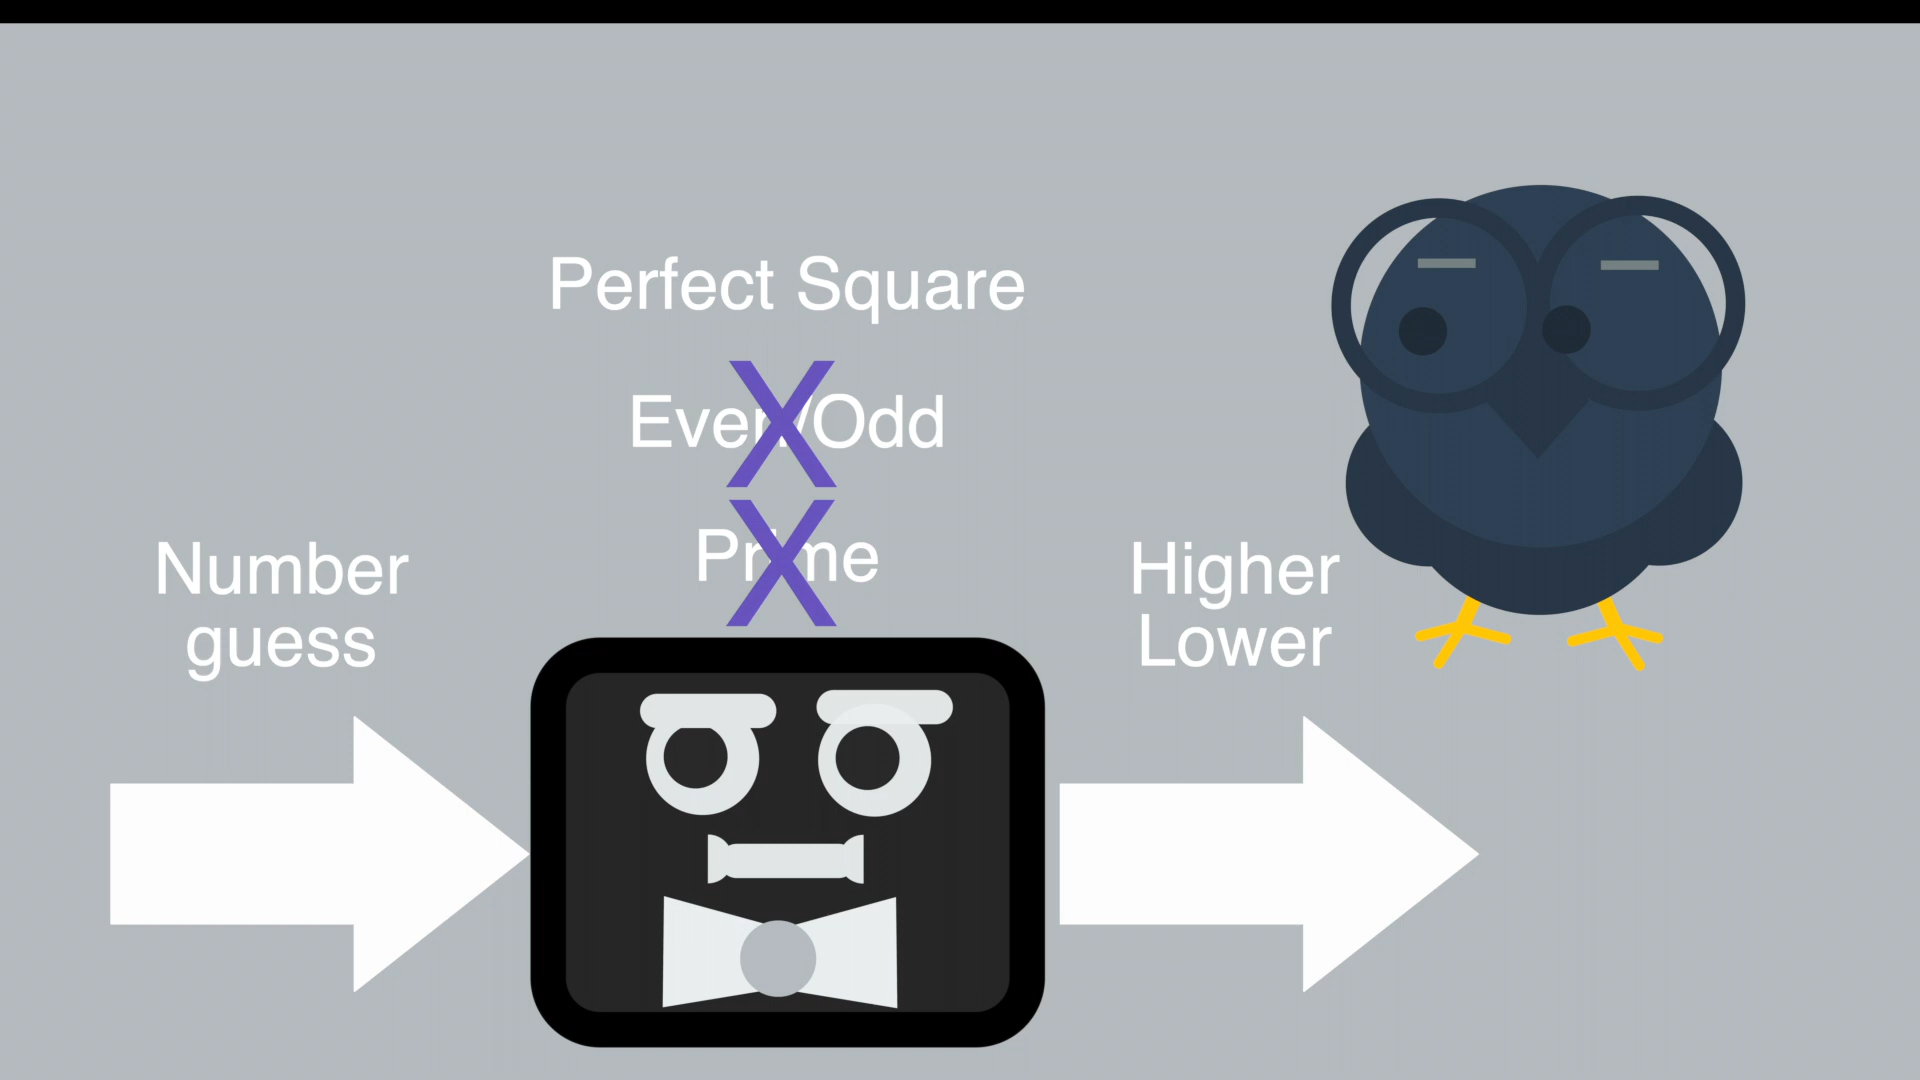 Perfect Square
Even/Odd
X
Prime
X
Number
guess
Higher
Lower